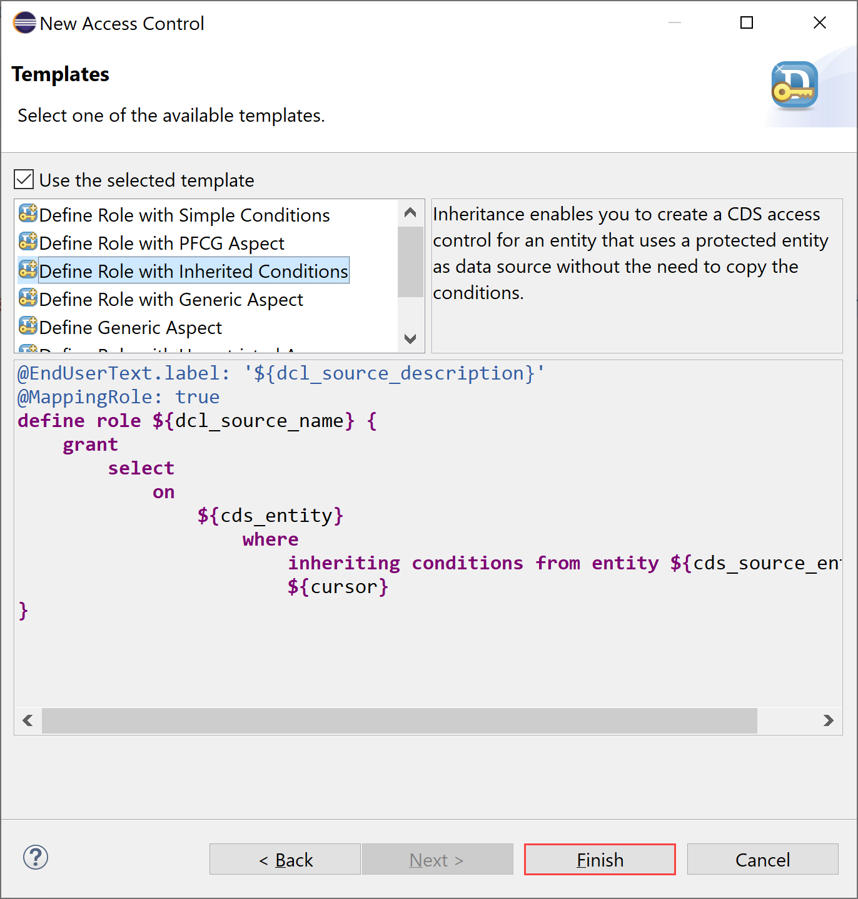 New Access Control
Templates
Select one of the available templates.
Use the selected template
Define Role with Simple Conditions
Define Role with PFCG Aspect
Define Role with Inherited Conditions
Define Role with Generic Aspect
Define Generic Aspect
Inheritance enables you to create a CDS access
control for an entity that uses a protected entity
as data source without the need to copy the
conditions.
@EndUserText.label: '${dcl_source_description}'
@MappingRole: true
define role ${dcl_source_name} {
grant
select
on
${cds_entity}
where
inheriting conditions from entity ${cds_source_en
${cursor}
}
?
< Back
Next >
Finish
Cancel